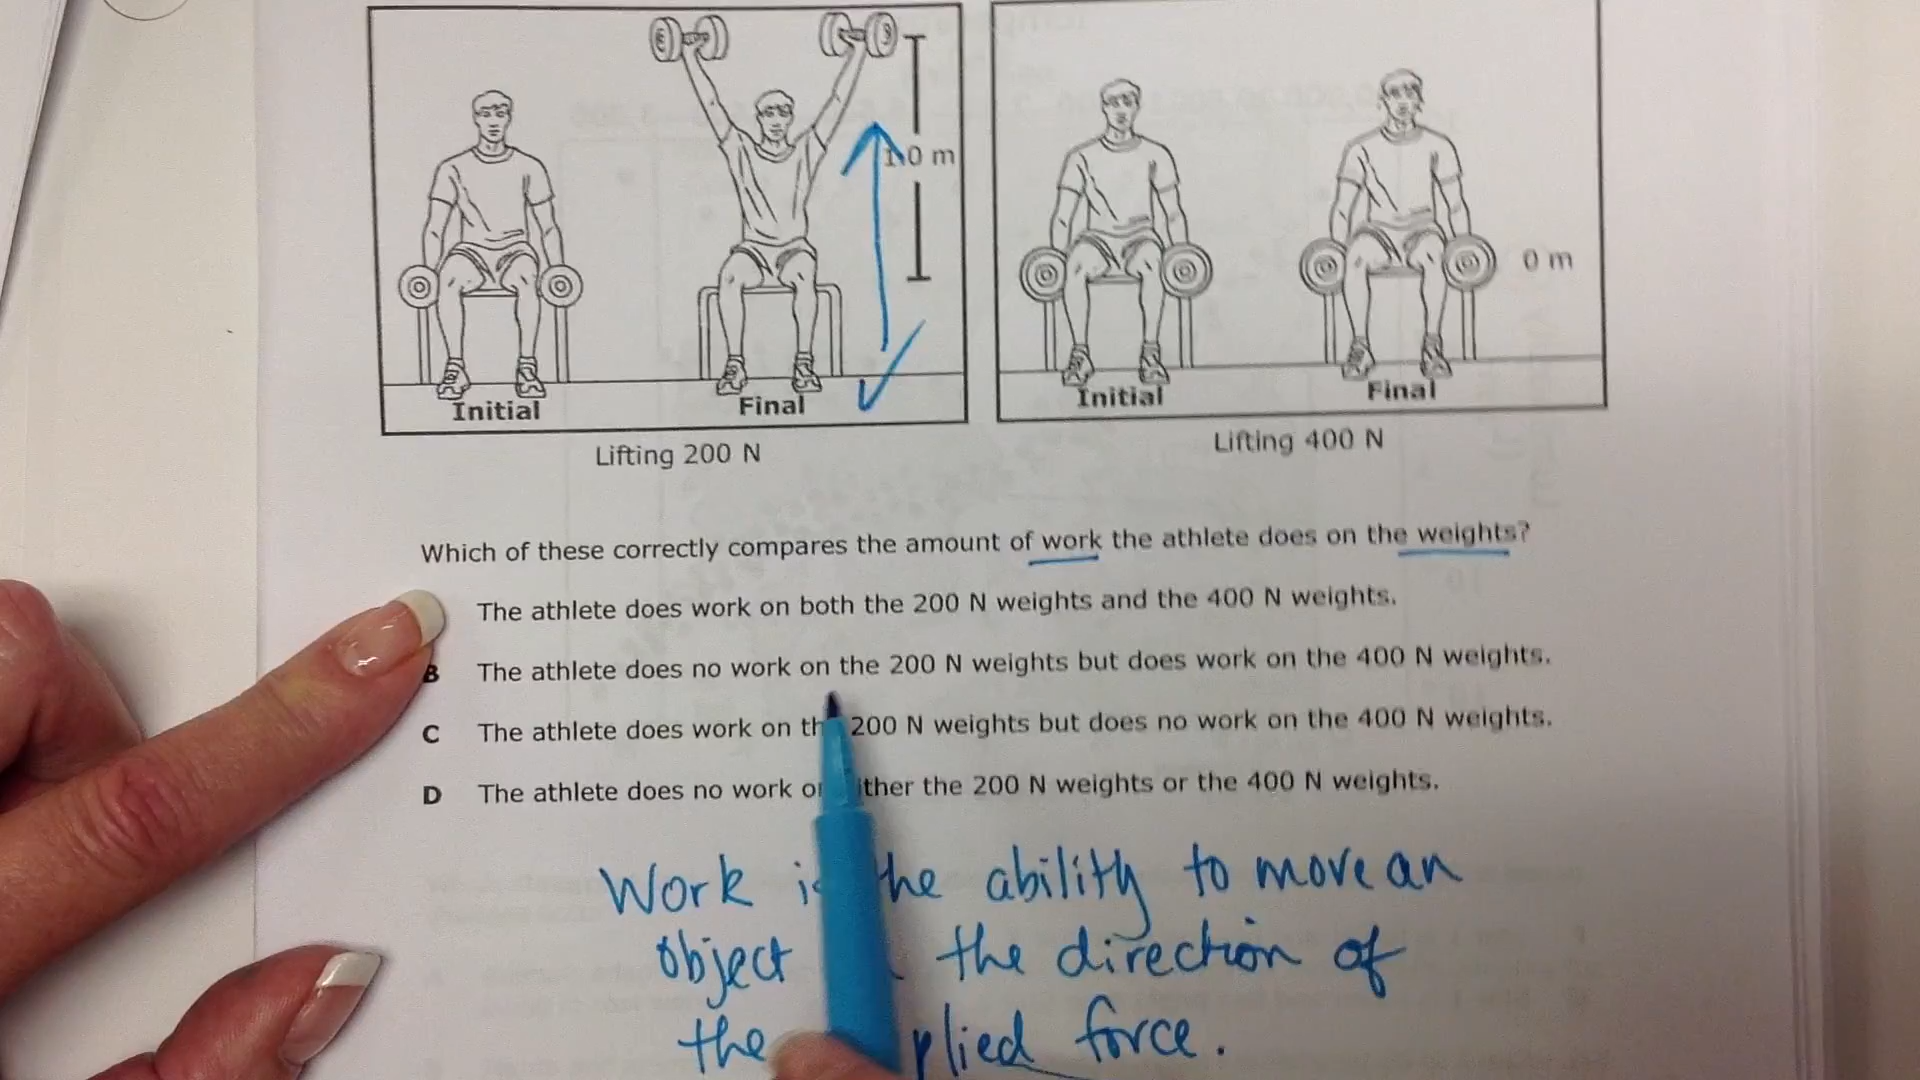 1.0 m
0 m
Initial
Final
Initial
Final
Lifting 200 N
Lifting 400 N
Which of these correctly compares the amount of work the athlete does on the weights?
The athlete does work on both the 200 N weights and the 400 N weights.
B The athlete does no work on the 200 N weights but does work on the 400 N weights.
C The athlete does work on 200 N weights but does no work on the 400 N weights.
D The athlete does no work the 200 N weights or the 400 N weights.
Work the ability to move an
object the direction of
the force.